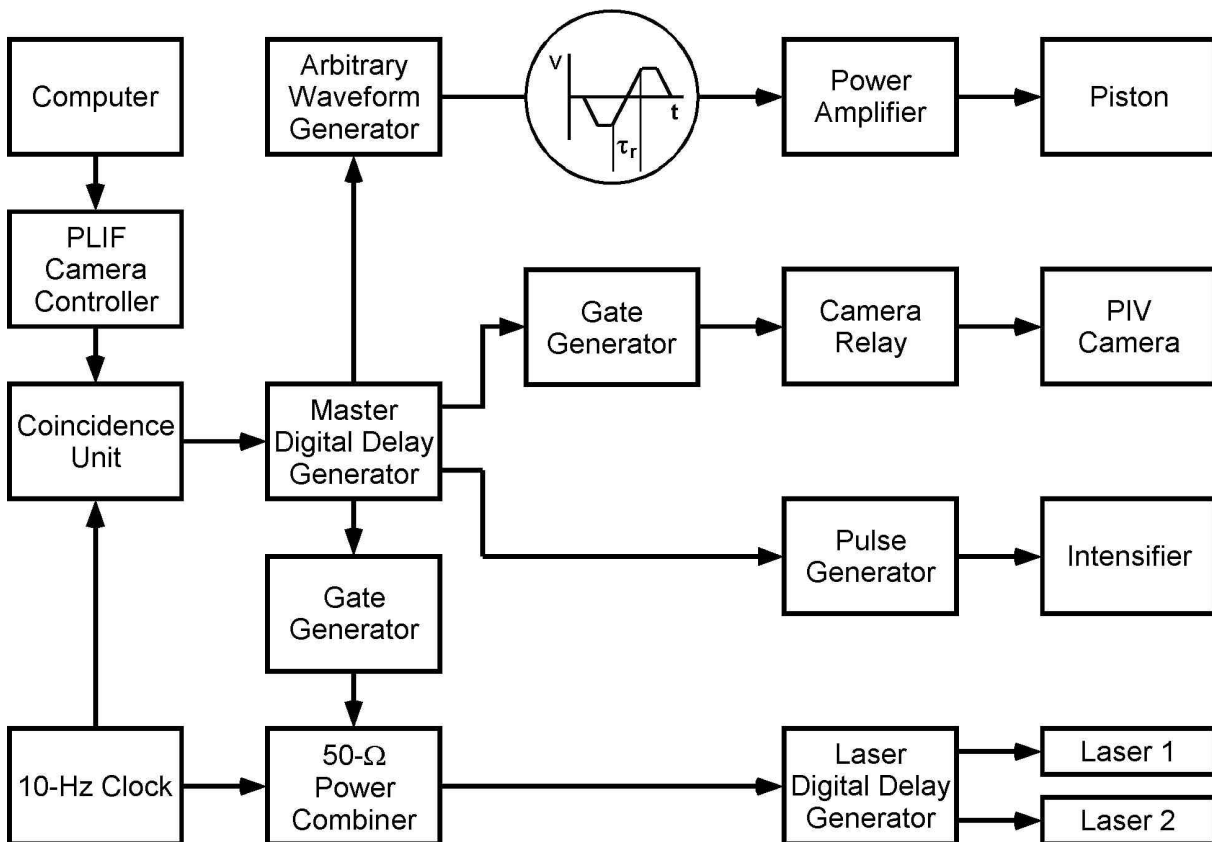 Computer
Arbitrary
Waveform
Generator
V
t
τr
Power
Amplifier
Piston
PLIF
Camera
Controller
Gate
Generator
Camera
Relay
PIV
Camera
Coincidence
Unit
Master
Digital Delay
Generator
Pulse
Generator
Intensifier
Gate
Generator
10-Hz Clock
50-Ω
Power
Combiner
Laser
Digital Delay
Generator
Laser 1
Laser 2